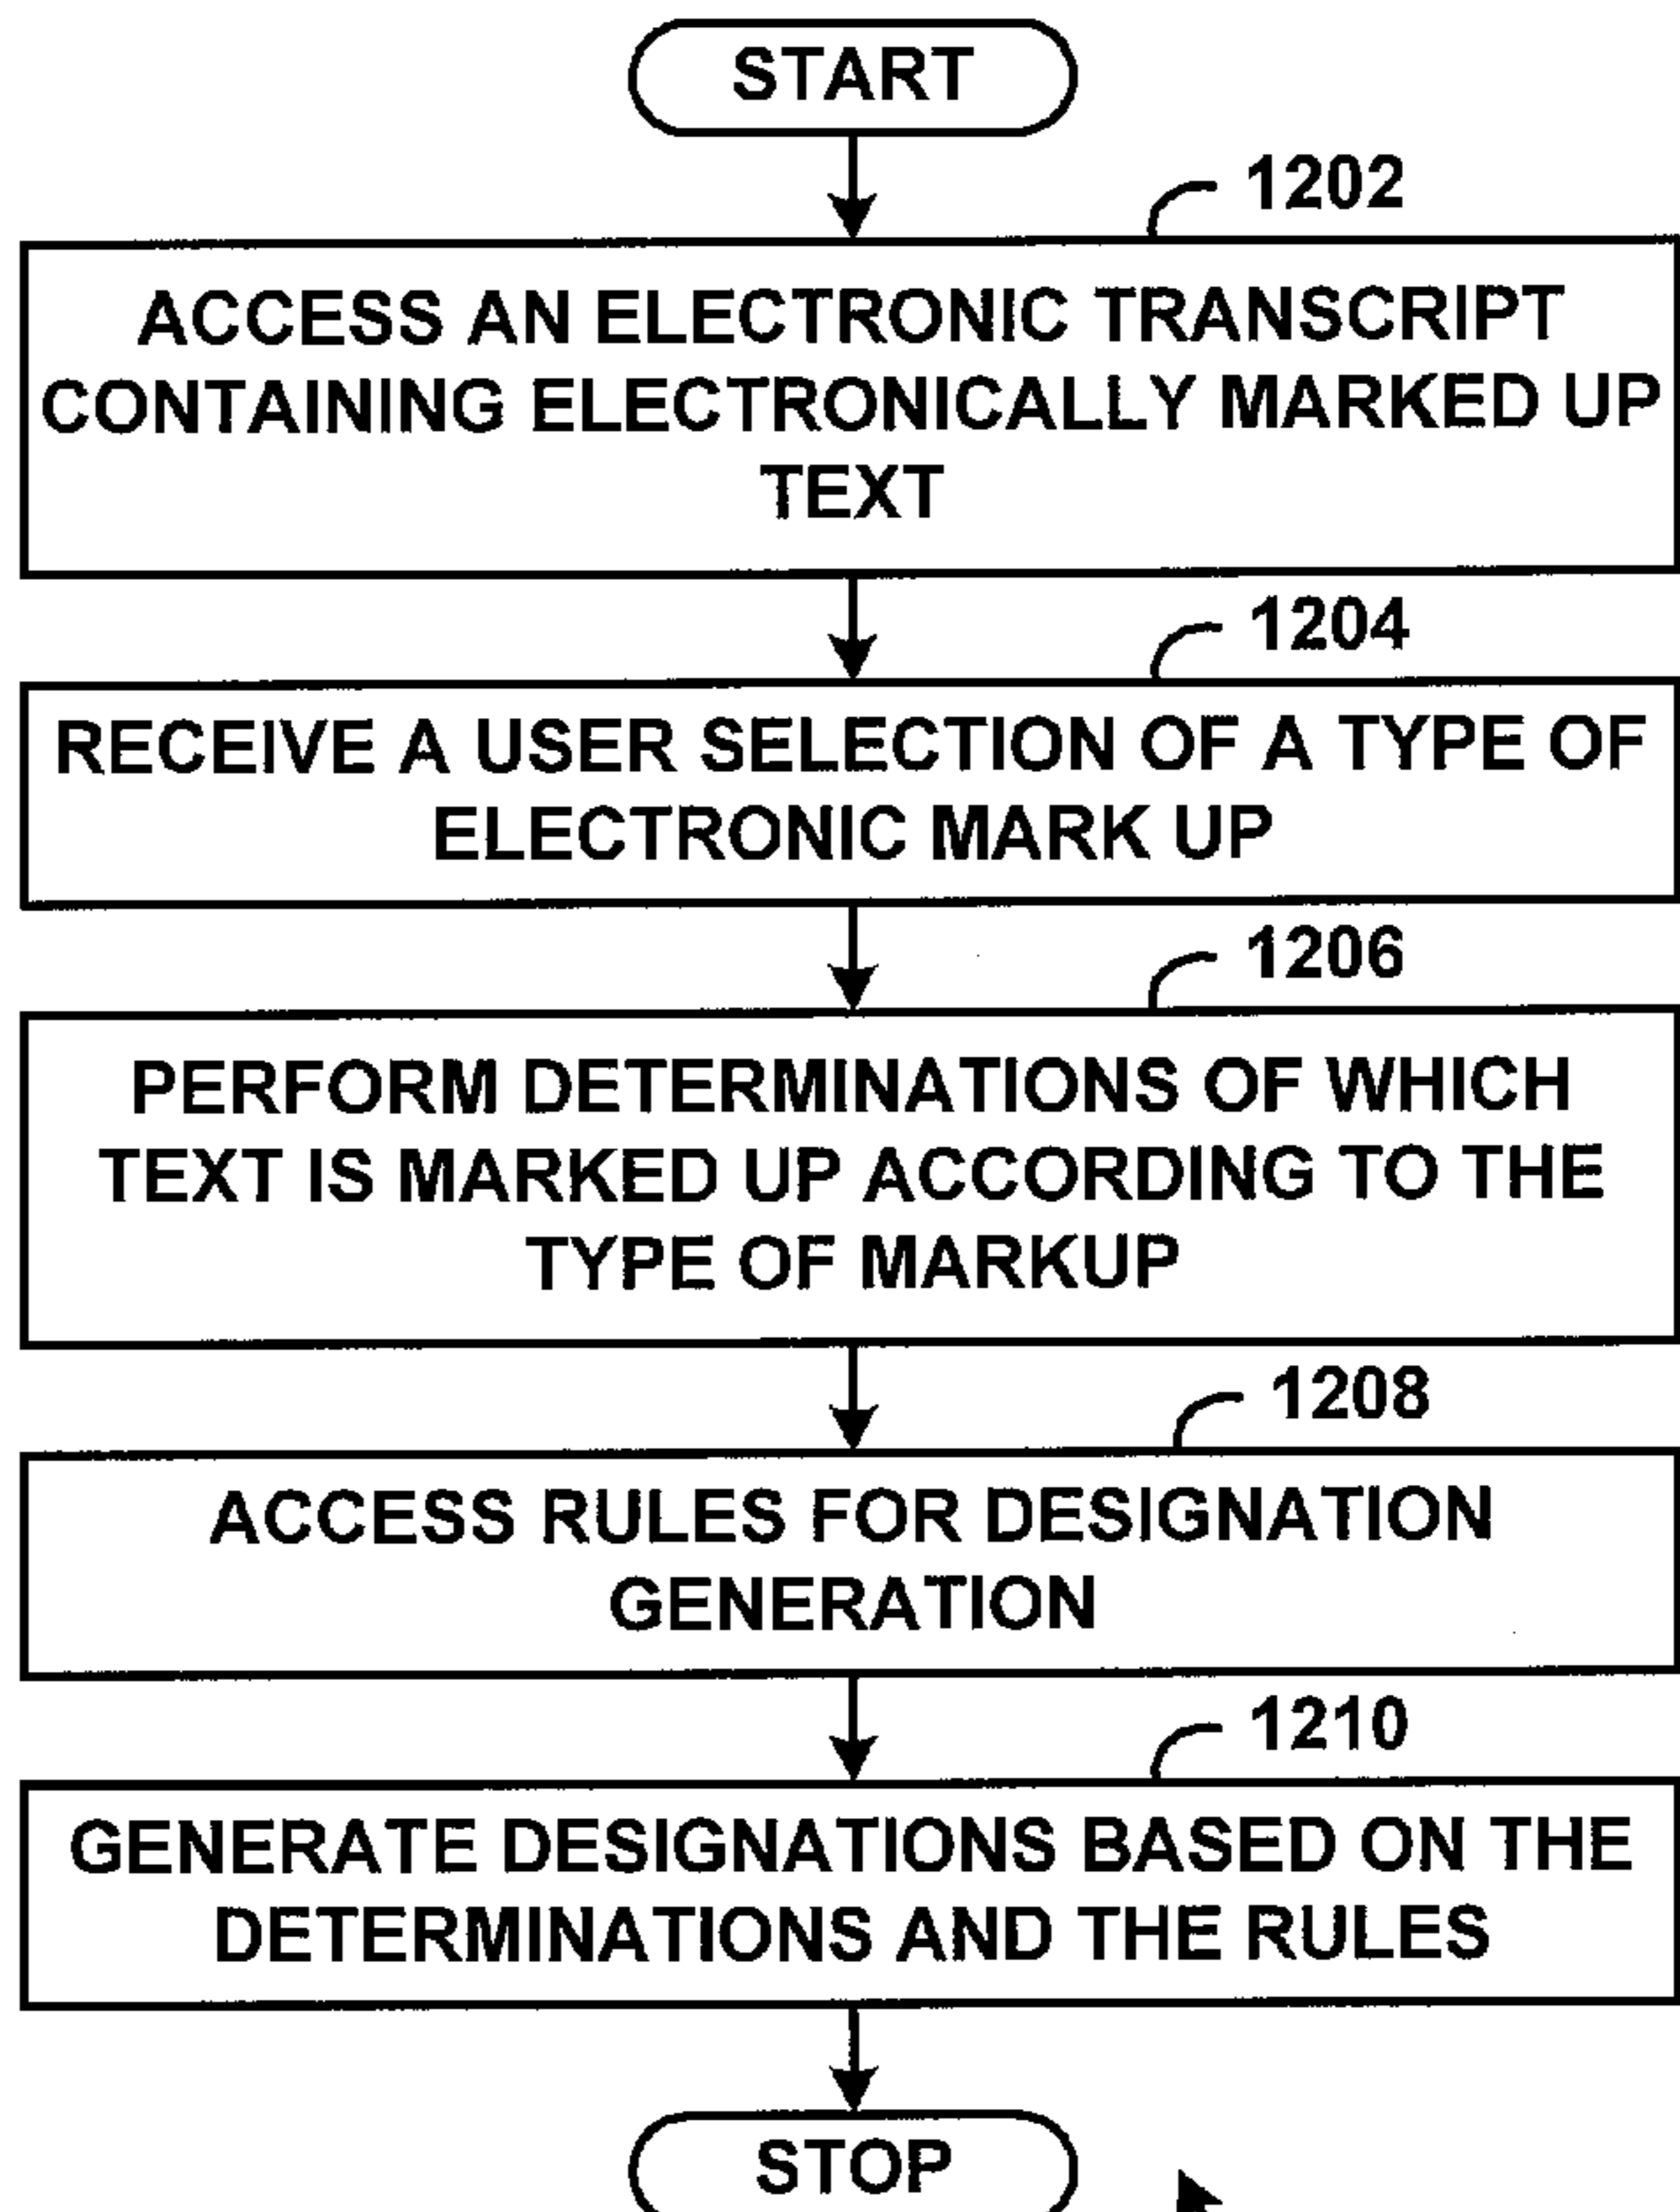 START
1202
ACCESS AN ELECTRONIC TRANSCRIPT
CONTAINING ELECTRONICALLY MARKED UP
TEXT
1204
RECEIVE A USER SELECTION OF A TYPE OF
ELECTRONIC MARK UP
1206
PERFORM DETERMINATIONS OF WHICH
TEXT IS MARKED UP ACCORDING TO THE
TYPE OF MARKUP
1208
ACCESS RULES FOR DESIGNATION
GENERATION
1210
GENERATE DESIGNATIONS BASED ON THE
DETERMINATIONS AND THE RULES
STOP